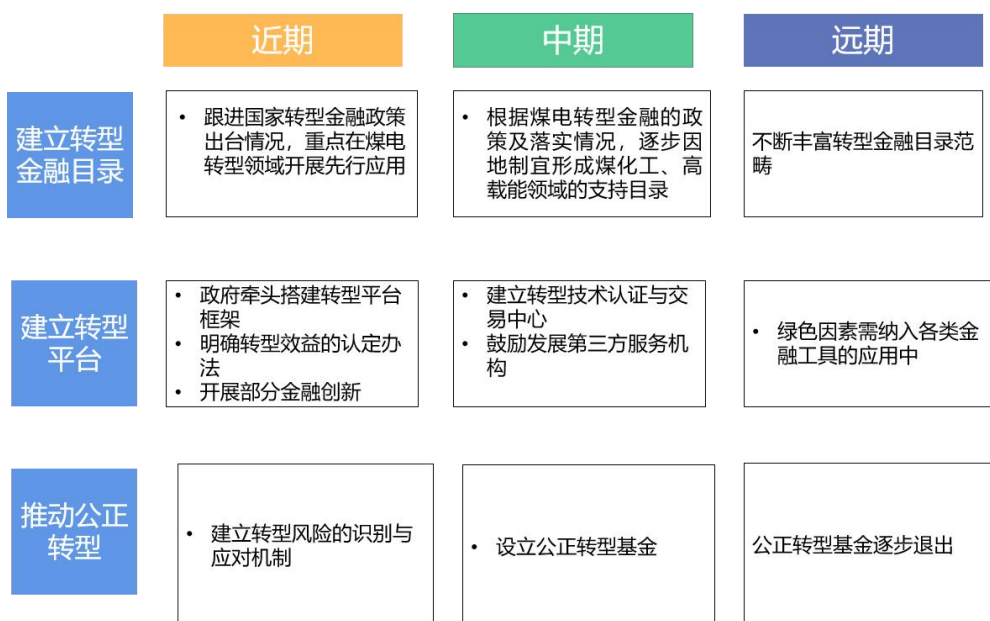 近期
中期
远期
建立转型
金融目录
• 跟进国家转型金融政策
出台情况，重点在煤电
转型领域开展先行应用
• 根据煤电转型金融的政
策及落实情况，逐步因
地制宜形成煤化工、高
载能领域的支持目录
不断丰富转型金融目录范
畴
建立转型
平台
• 政府牵头搭建转型平台
框架
• 明确转型效益的认定办
法
• 开展部分金融创新
• 建立转型技术认证与交
易中心
• 鼓励发展第三方服务机
构
• 绿色因素需纳入各类金
融工具的应用中
推动公正
转型
• 建立转型风险的识别与
应对机制
• 设立公正转型基金
公正转型基金逐步退出